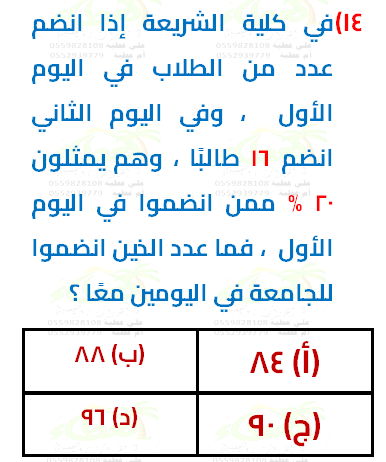 ١٤)في كلية الشريعة إذا انضم
عدد من الطلاب في اليوم
الأول ، وفي اليوم الثاني
انضم ١٦ طالبًا ، وهم يمثلون
٢٠ % ممن انضموا في اليوم
الأول ، فما عدد الذين انضموا
للجامعة في اليومين معًا ؟
(أ) ٨٤
(ب) ٨٨
(ج) ٩٠
(د) ٩٦